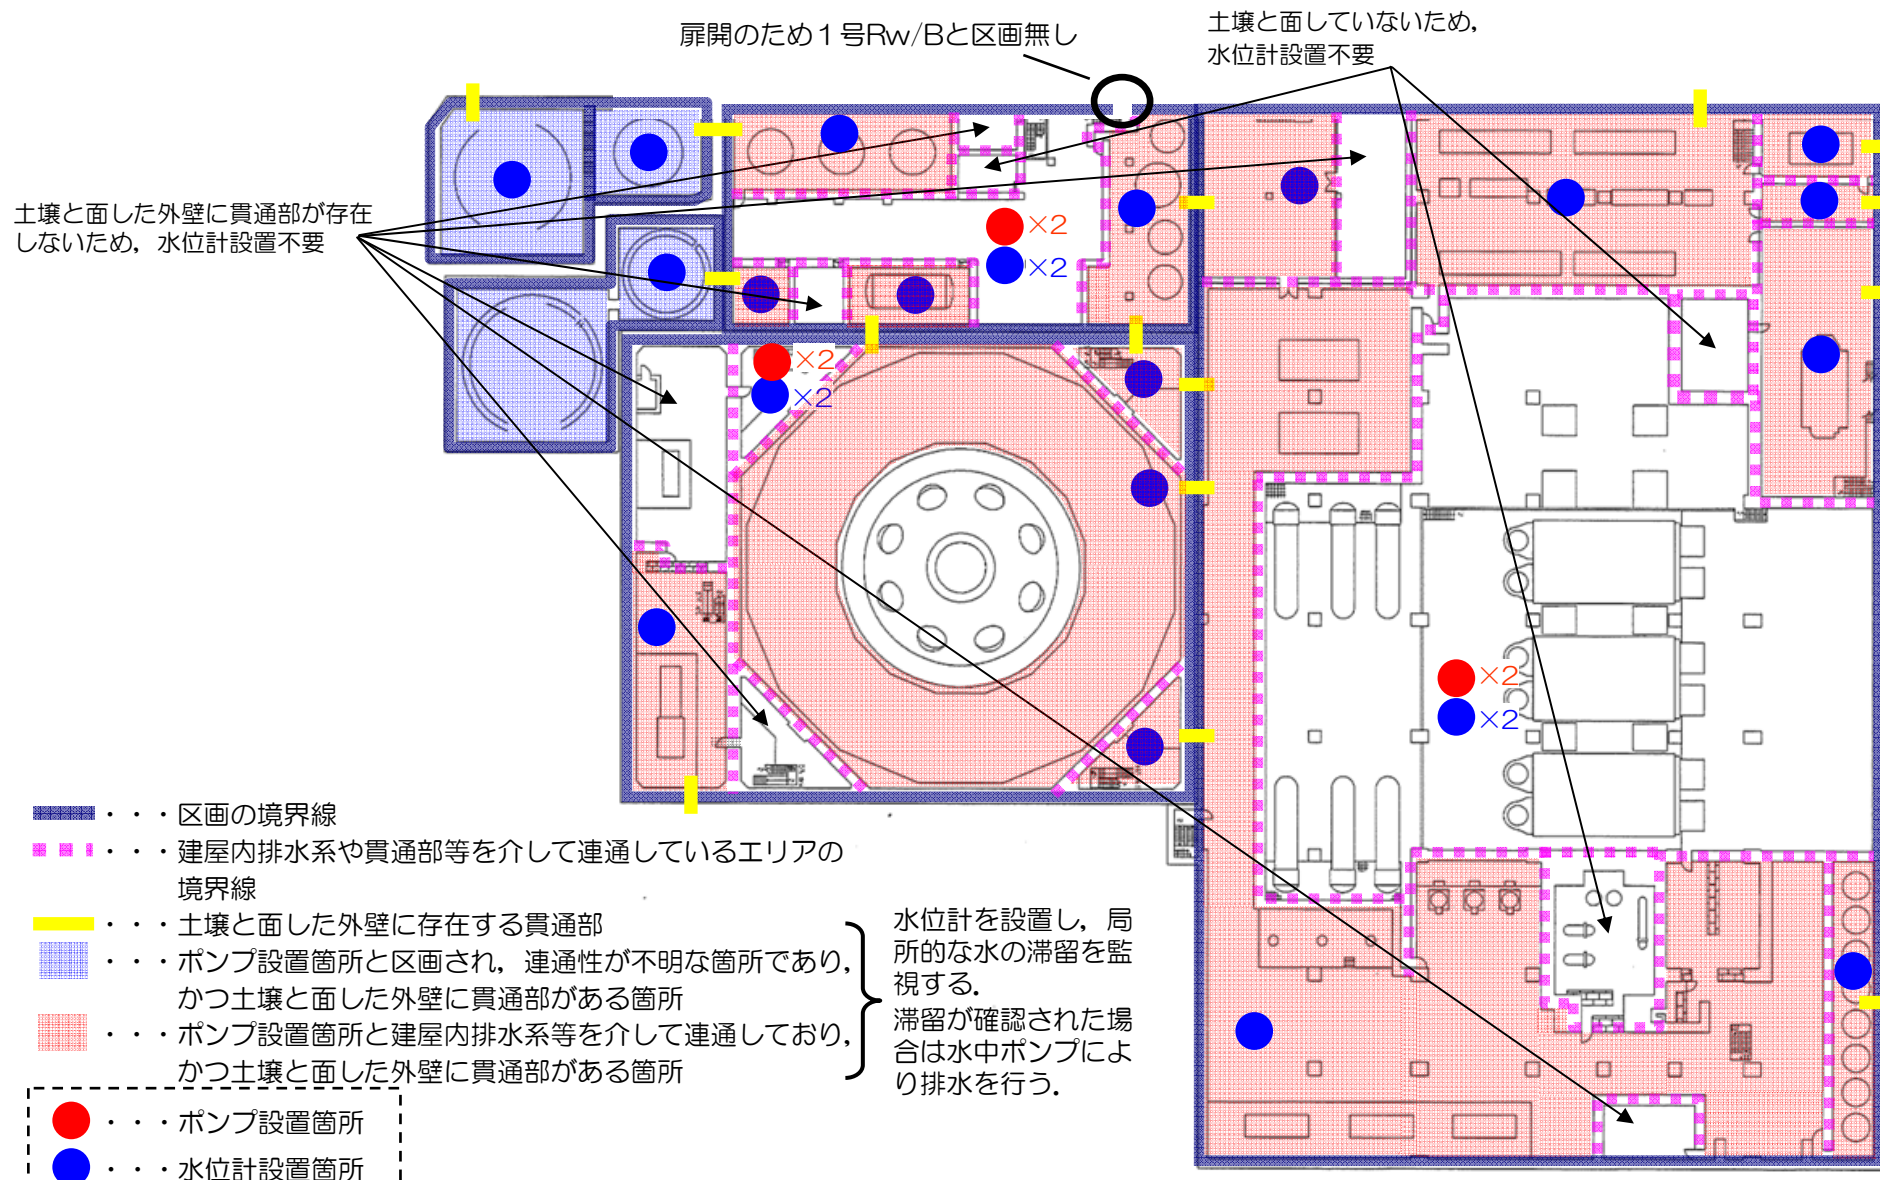 扉開のため１号Rw/Bと区画無し
土壌と面していないため，
水位計設置不要
土壌と面した外壁に貫通部が存在
しないため，水位計設置不要
×2
×2
×2
×2
×2
×2
・・・区画の境界線
・・・建屋内排水系や貫通部等を介して連通しているエリアの
境界線
・・・土壌と面した外壁に存在する貫通部
・・・ポンプ設置箇所と区画され，連通性が不明な箇所であり，
かつ土壌と面した外壁に貫通部がある箇所
・・・ポンプ設置箇所と建屋内排水系等を介して連通しており，
かつ土壌と面した外壁に貫通部がある箇所
水位計を設置し，局
所的な水の滞留を監
視する．
滞留が確認された場
合は水中ポンプによ
り排水を行う．
・・・ポンプ設置箇所
・・・水位計設置箇所